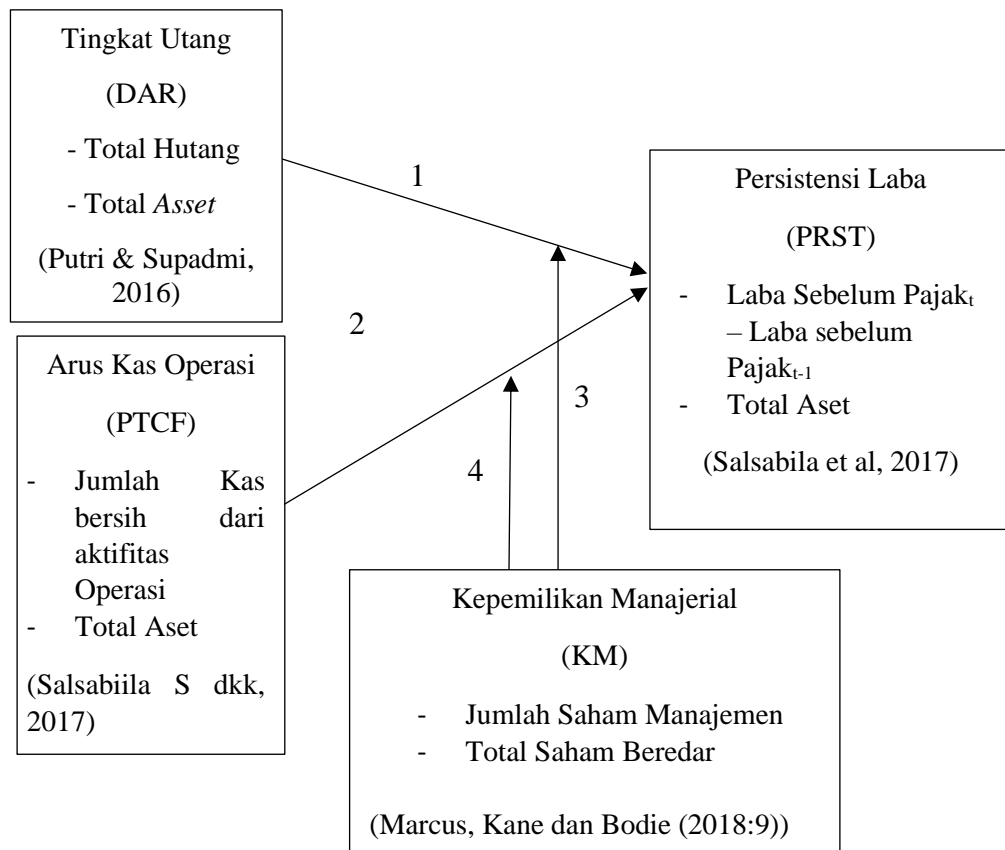 Tingkat Utang
(DAR)
- Total Hutang
- Total Asset
(Putri & Supadmi,
2016)
1
Persistensi Laba
(PRST)
- Laba Sebelum Pajakt
– Laba sebelum
Pajakt-1
- Total Aset
(Salsabila et al, 2017)
2
Arus Kas Operasi
(PTCF)
- Jumlah Kas
bersih dari
aktifitas
Operasi
- Total Aset
(Salsabiila S dkk,
2017)
3
4
Kepemilikan Manajerial
(KM)
- Jumlah Saham Manajemen
- Total Saham Beredar
(Marcus, Kane dan Bodie (2018:9))